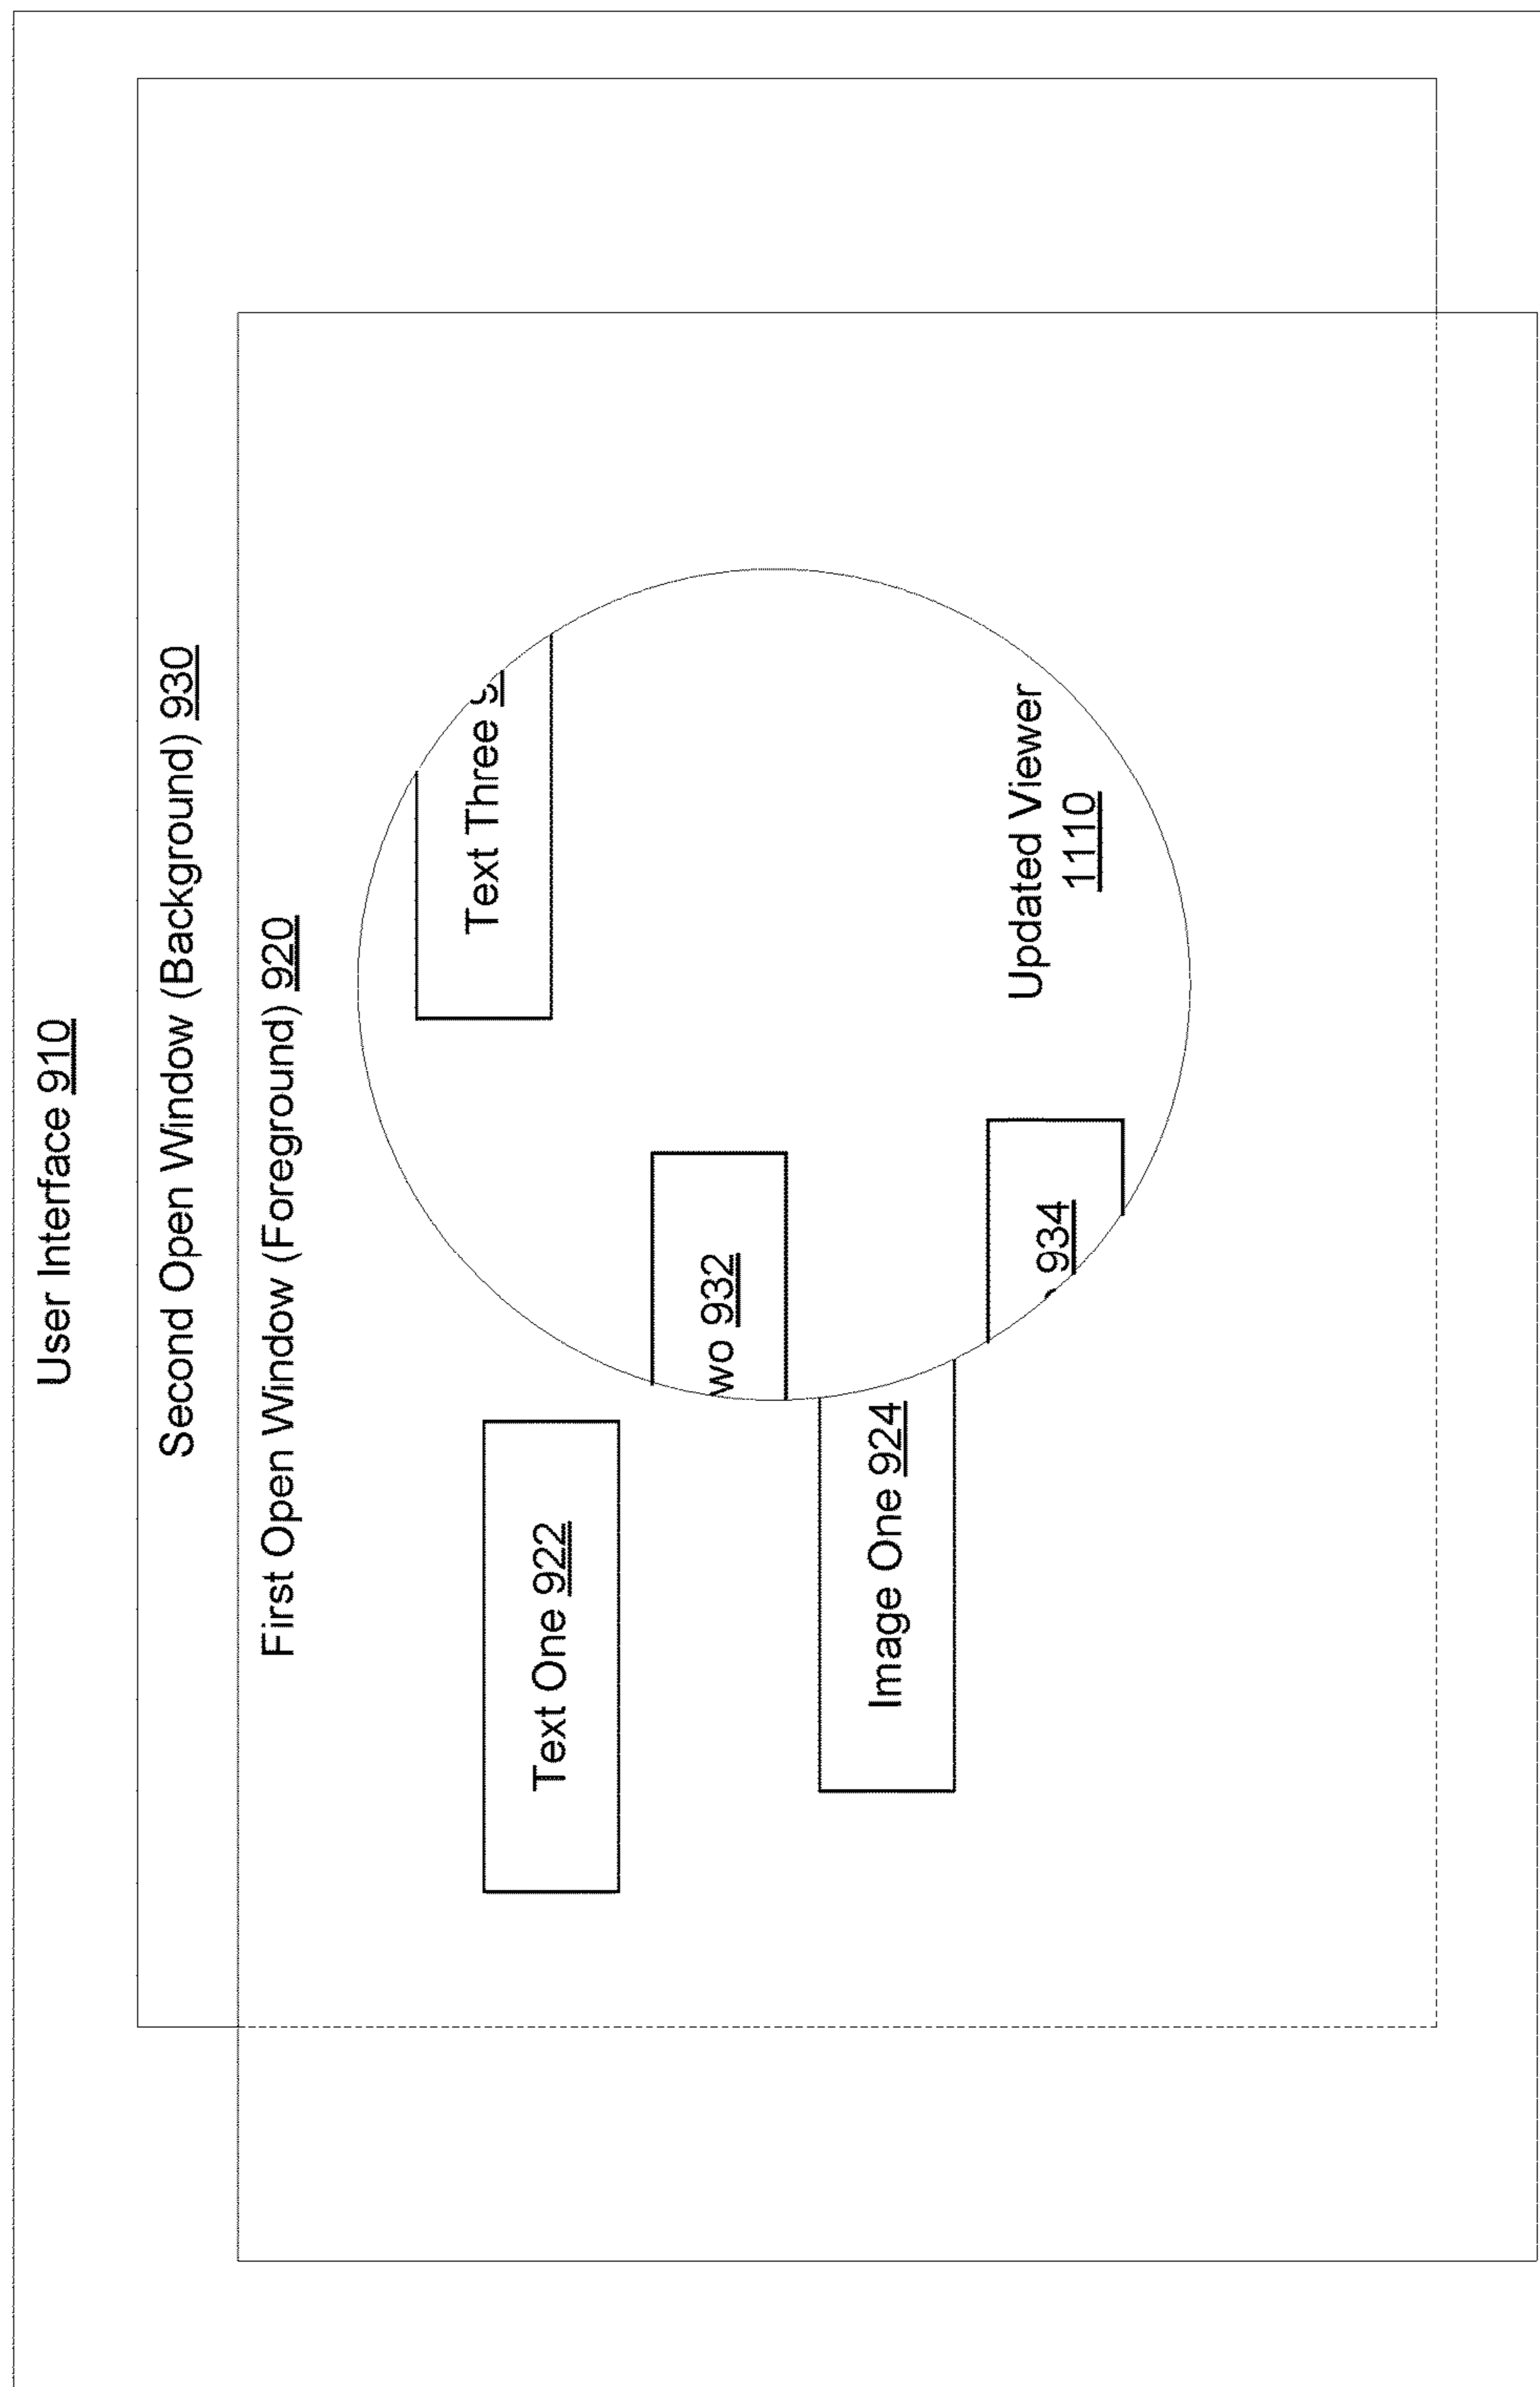 User Interface 910
Second Open Window (Background) 930
First Open Window (Foreground) 920
Text Three
Text One 922
wo 932
Image One 924
934
Updated Viewer
1110